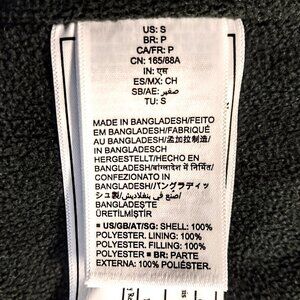 US: S
BR: P
CA/FR: P
CN: 165/88A
IN: एस
ES/MX: CH
SB/AE: صغير
TU: S
MADE IN BANGLADESH/FEITO
EM BANGLADESH/FABRIQUÉ
AU BANGLADESH/孟加拉制造/
IN BANGLADESCH
HERGESTELLT/HECHO EN
BANGLADESH/बांग्लादेश में निर्मित/
CONFEZIONATO IN
BANGLADESH/バングラディッ
シュ製/صنع في بنغلاديش/
BANGLADEŞ'TE
ÜRETİLMİŞTİR
■ US/GB/AT/SG: SHELL: 100%
POLYESTER. LINING: 100%
POLYESTER. FILLING: 100%
POLYESTER ■ BR: PARTE
EXTERNA: 100% POLIÉSTER.